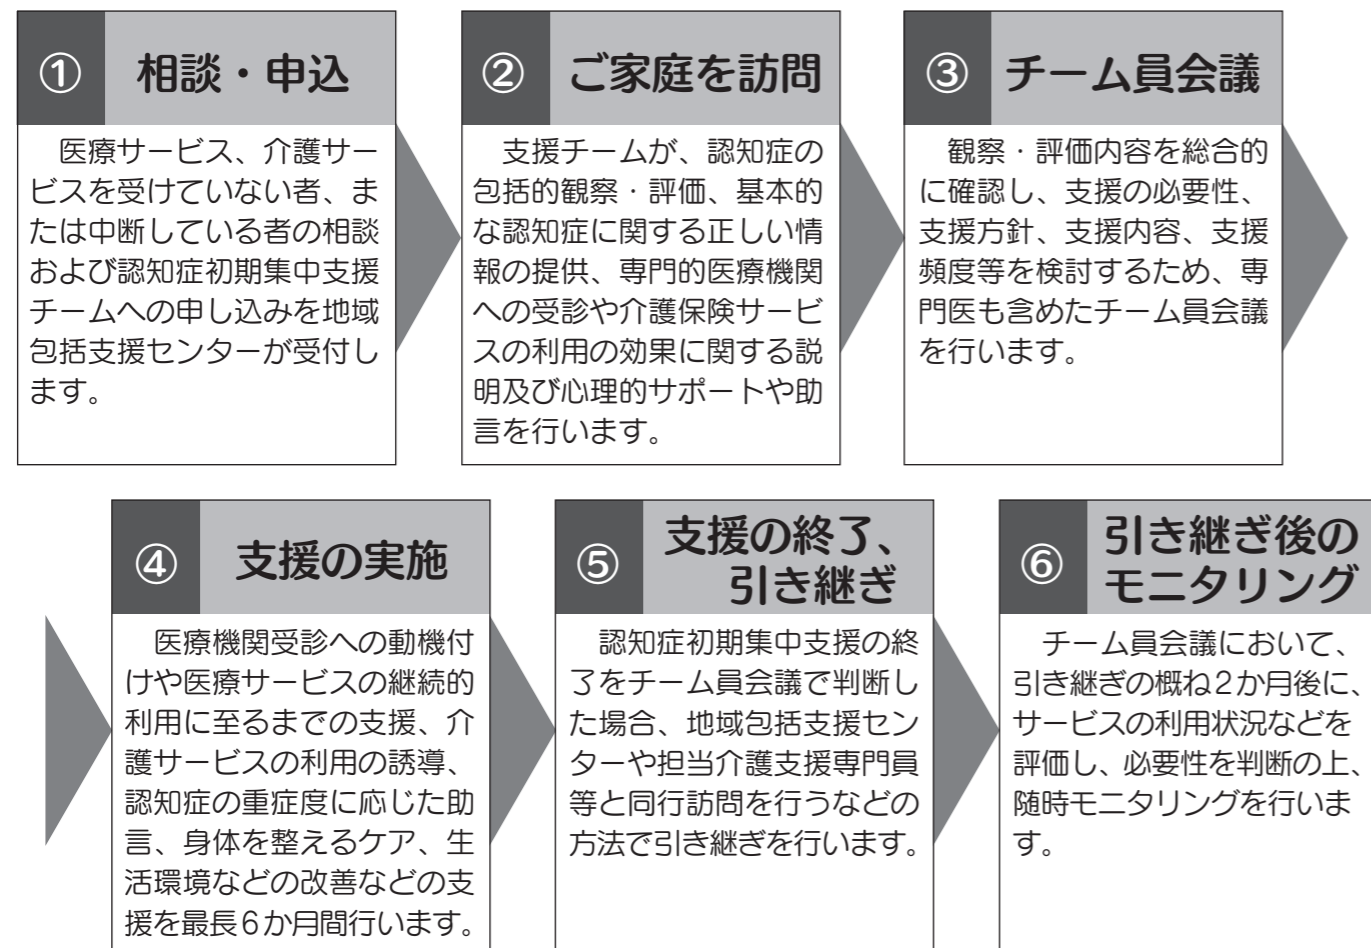 ① 相談・申込
　医療サービス、介護サー
ビスを受けていない者、ま
たは中断している者の相談
および認知症初期集中支援
チームへの申し込みを地域
包括支援センターが受付し
ます。
② ご家庭を訪問
　支援チームが、認知症の
包括的観察・評価、基本的
な認知症に関する正しい情
報の提供、専門的医療機関
への受診や介護保険サービ
スの利用の効果に関する説
明及び心理的サポートや助
言を行います。
③ チーム員会議
　観察・評価内容を総合的
に確認し、支援の必要性、
支援方針、支援内容、支援
頻度等を検討するため、専
門医も含めたチーム員会議
を行います。
④ 支援の実施
　医療機関受診への動機付
けや医療サービスの継続的
利用に至るまでの支援、介
護サービスの利用の誘導、
認知症の重症度に応じた助
言、身体を整えるケア、生
活環境などの改善などの支
援を最長6か月間行います。
⑤ 支援の終了、
引き継ぎ
　認知症初期集中支援の終
了をチーム員会議で判断し
た場合、地域包括支援セン
ターや担当介護支援専門員
等と同行訪問を行うなどの
方法で引き継ぎを行います。
⑥ 引き継ぎ後の
モニタリング
　チーム員会議において、
引き継ぎの概ね2か月後に、
サービスの利用状況などを
評価し、必要性を判断の上、
随時モニタリングを行いま
す。